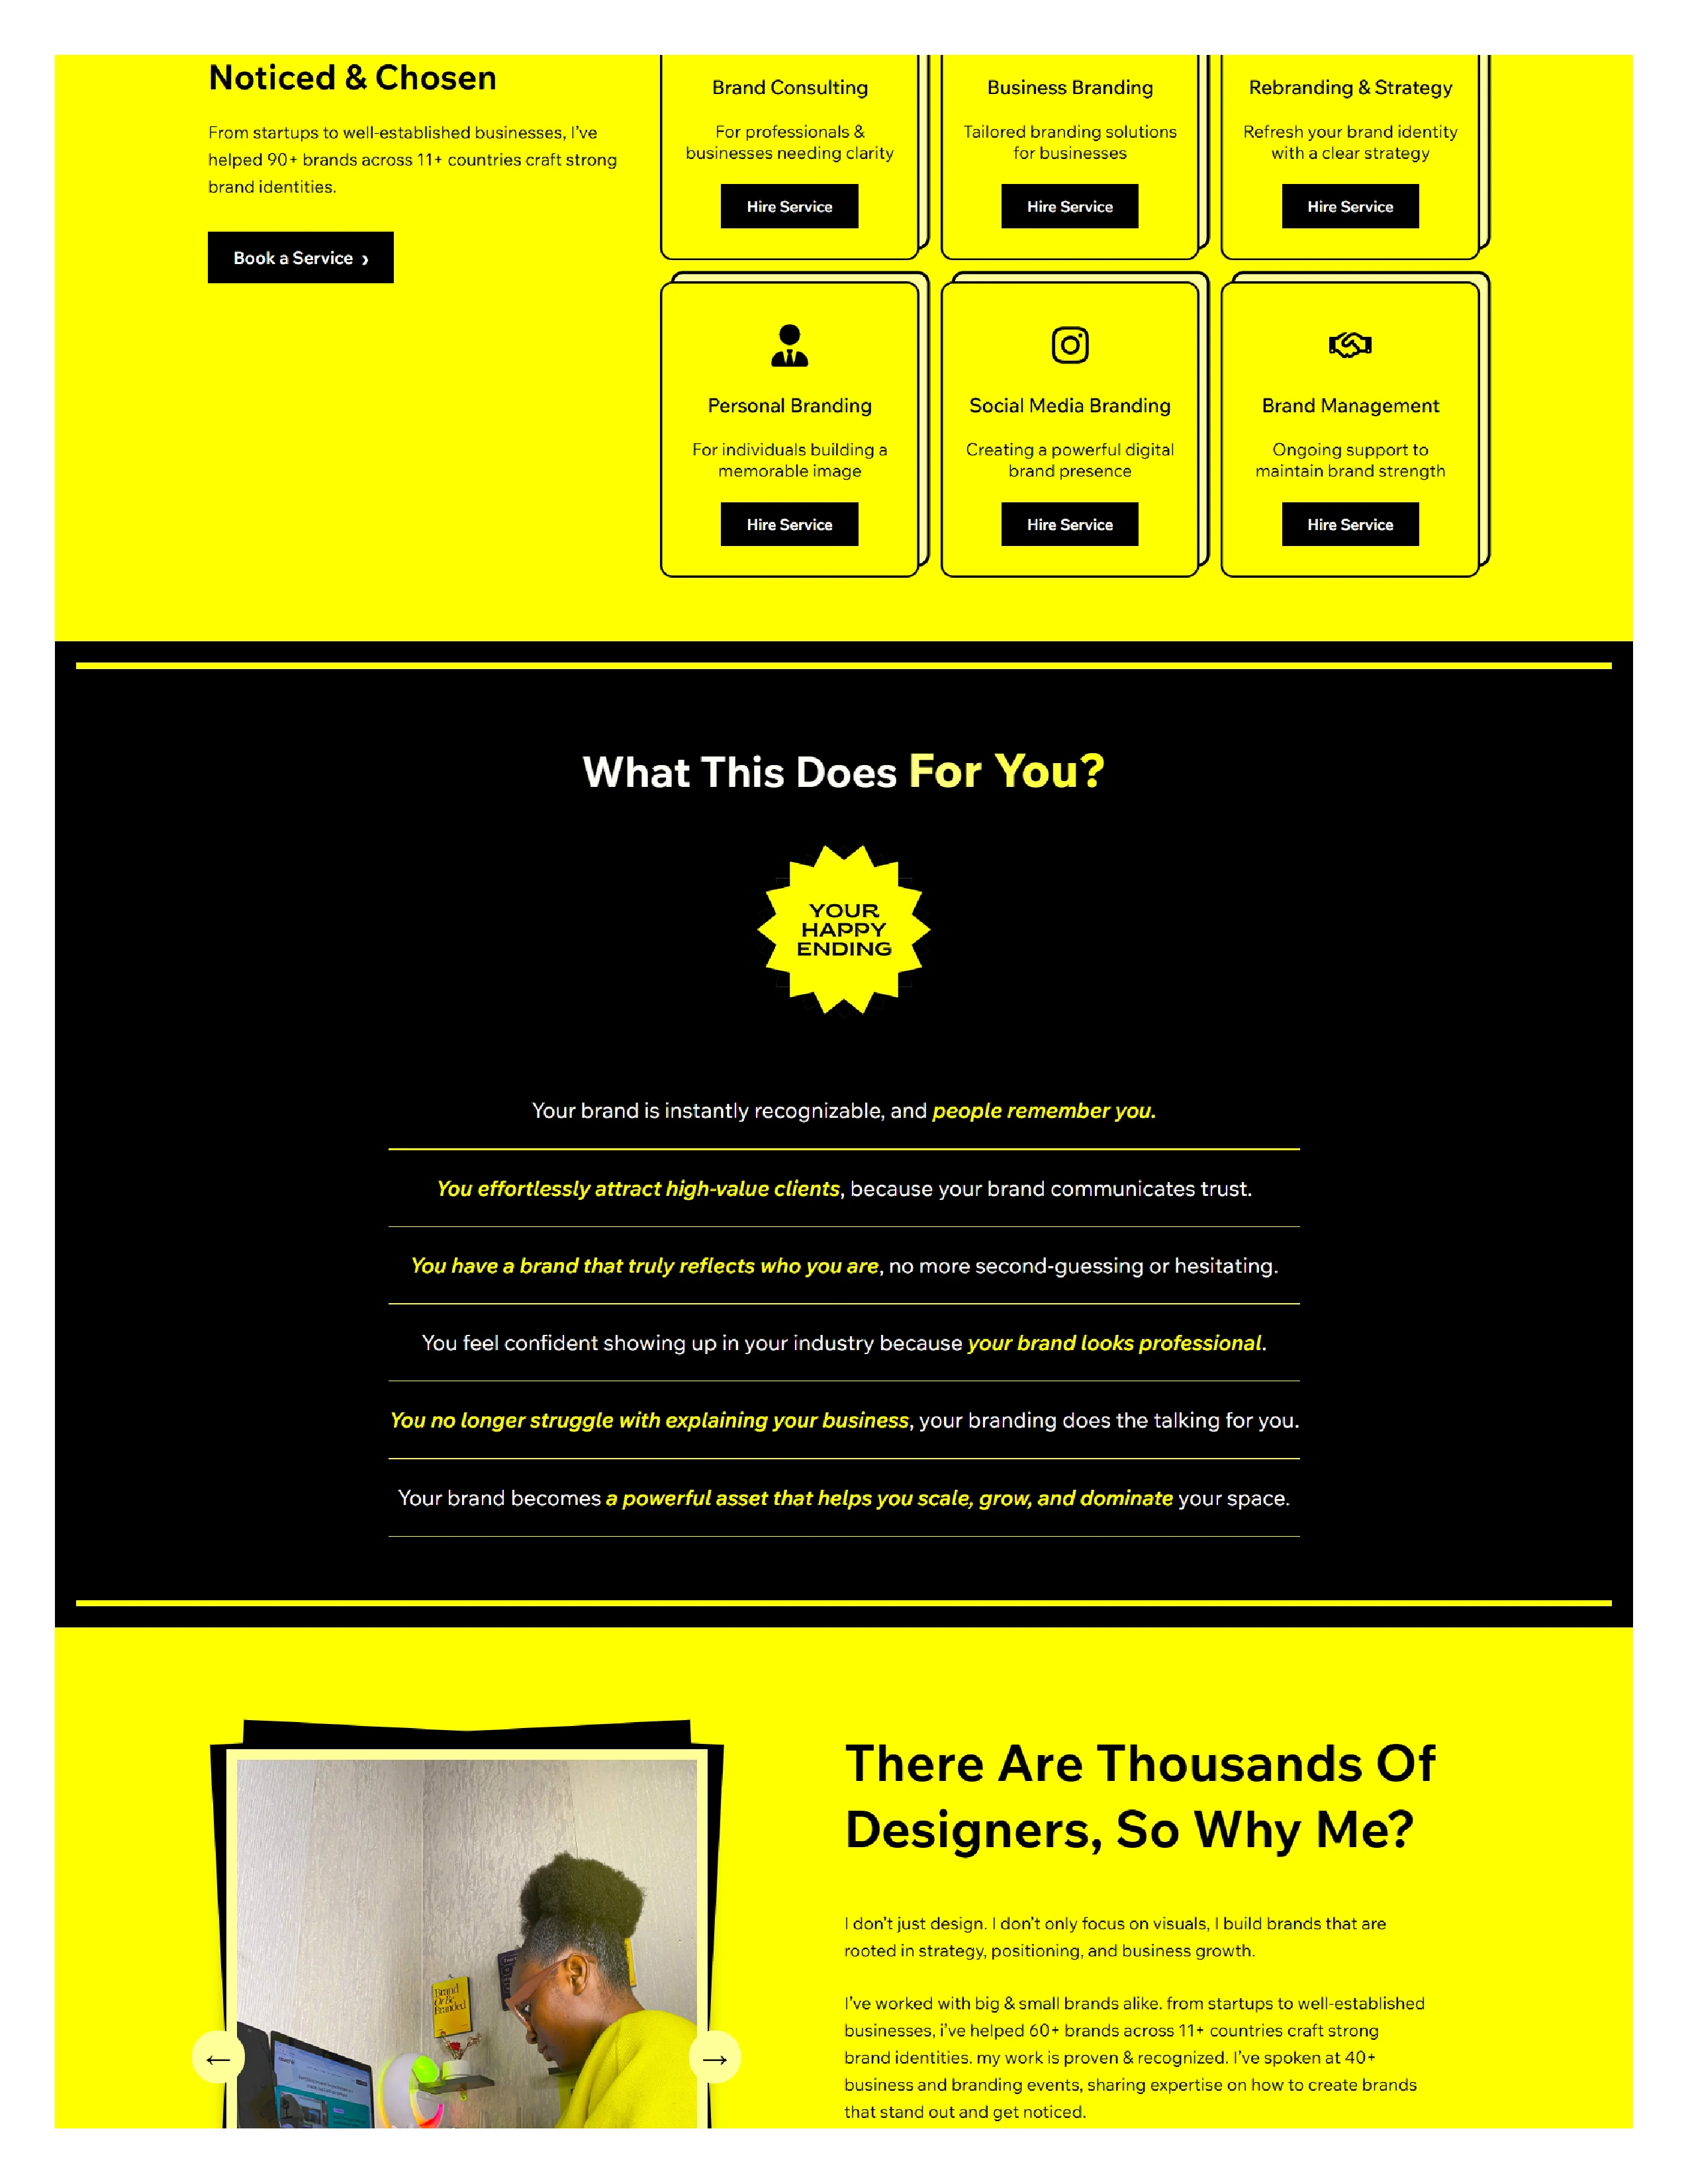 Noticed & Chosen
From startups to well-established businesses, I've
helped 90+ brands across 11+ countries craft strong
brand identities.
Book a Service ›
Brand Consulting
For professionals &
businesses needing clarity
Hire Service
Business Branding
Tailored branding solutions
for businesses
Hire Service
Rebranding & Strategy
Refresh your brand identity
with a clear strategy
Hire Service
Personal Branding
For individuals building a
memorable image
Hire Service
Social Media Branding
Creating a powerful digital
brand presence
Hire Service
Brand Management
Ongoing support to
maintain brand strength
Hire Service
What This Does For You?
YOUR
HAPPY
ENDING
Your brand is instantly recognizable, and people remember you.
You effortlessly attract high-value clients, because your brand communicates trust.
You have a brand that truly reflects who you are, no more second-guessing or hesitating.
You feel confident showing up in your industry because your brand looks professional.
You no longer struggle with explaining your business, your branding does the talking for you.
Your brand becomes a powerful asset that helps you scale, grow, and dominate your space.
Brand
Or Be
Branded
There Are Thousands Of
Designers, So Why Me?
I don't just design. I don't only focus on visuals, I build brands that are
rooted in strategy, positioning, and business growth.
I've worked with big & small brands alike. from startups to well-established
businesses, i've helped 60+ brands across 11+ countries craft strong
brand identities. my work is proven & recognized. I've spoken at 40+
business and branding events, sharing expertise on how to create brands
that stand out and get noticed.